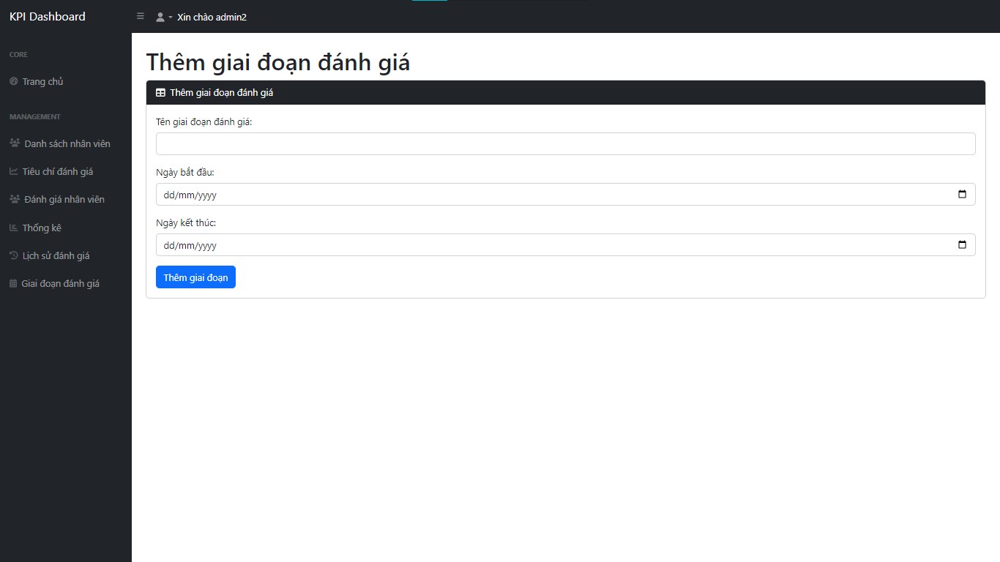 KPI Dashboard
Xin chào admin2
CORE
Trang chủ
MANAGEMENT
Danh sách nhân viên
Tiêu chí đánh giá
Đánh giá nhân viên
Thống kê
Lịch sử đánh giá
Giai đoạn đánh giá
Thêm giai đoạn đánh giá
Thêm giai đoạn đánh giá
Tên giai đoạn đánh giá:
Ngày bắt đầu:
dd/mm/yyyy
Ngày kết thúc:
dd/mm/yyyy
Thêm giai đoạn